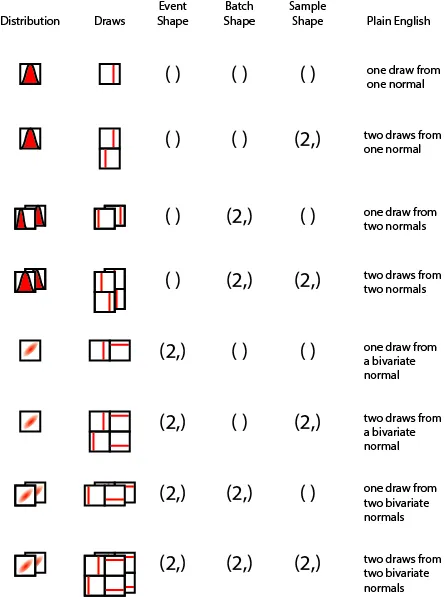 Distribution Draws Event Shape Batch Shape Sample Shape Plain English
( ) ( ) ( ) one draw from
one normal
( ) ( ) (2,) two draws from
one normal
( ) (2,) ( ) one draw from
two normals
( ) (2,) (2,) two draws from
two normals
(2,) ( ) ( ) one draw from
a bivariate
normal
(2,) ( ) (2,) two draws from
a bivariate
normal
(2,) (2,) ( ) one draw from
two bivariate
normals
(2,) (2,) (2,) two draws from
two bivariate
normals